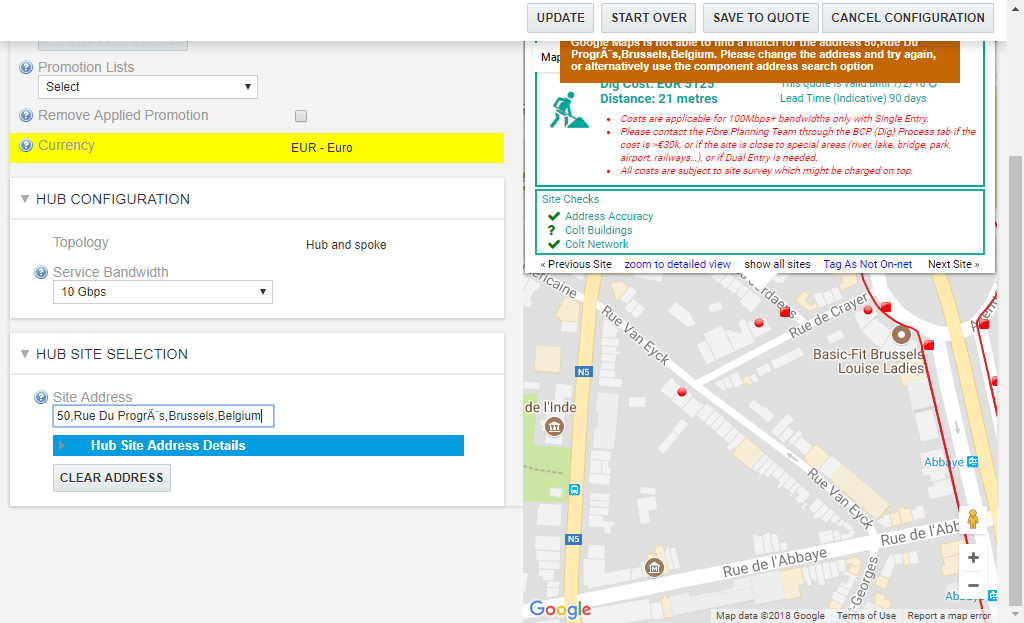 UPDATE
START OVER
SAVE TO QUOTE
CANCEL CONFIGURATION
Promotion Lists
Select
Remove Applied Promotion
Currency
EUR - Euro
HUB CONFIGURATION
Topology
Hub and spoke
Service Bandwidth
10 Gbps
HUB SITE SELECTION
Site Address
50,Rue Du ProgrÃ¨s,Brussels,Belgium
Hub Site Address Details
CLEAR ADDRESS
Google Maps is not able to find a match for the address 50,Rue Du
ProgrÃ¨s,Brussels,Belgium. Please change the address and try again,
or alternatively use the component address search option
Map
Dig Cost: EUR 5125
Distance: 21 metres
This quote is valid until 7/2/18
Lead Time (Indicative) 90 days
Costs are applicable for 100Mbps+ bandwidths only with Single Entry.
Please contact the Fibre Planning Team through the BCP (Dig) Process tab if the
cost is >€30k, or if the site is close to special areas (river, lake, bridge, park,
airport, railways...), or if Dual Entry is needed.
All costs are subject to site survey which might be charged on top.
Site Checks
Address Accuracy
? Colt Buildings
Colt Network
« Previous Site
zoom to detailed view
show all sites
Tag As Not On-net
Next Site »
Rue Van Eyck
Rue de Crayer
Basic-Fit Brussels
Louise Ladies
N5
de l'Inde
Abbaye
Rue Van Eyck
N5
Rue de l'Abbaye
Rue de l'Abb
-Georges
Ab
+
−
Google
Map data ©2018 Google
Terms of Use
Report a map error